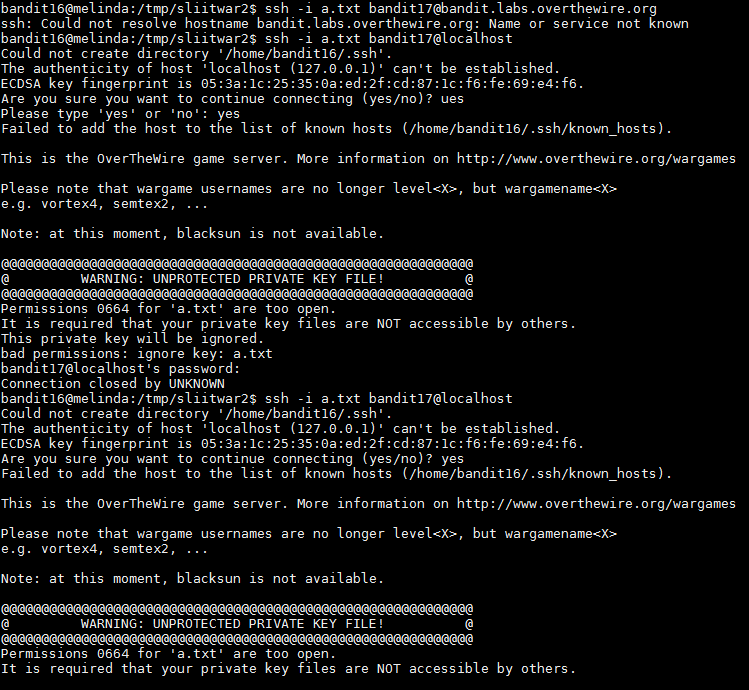 bandit16@melinda:/tmp/sliitwar2$ ssh -i a.txt bandit17@bandit.labs.overthewire.org
ssh: Could not resolve hostname bandit.labs.overthewire.org: Name or service not known
bandit16@melinda:/tmp/sliitwar2$ ssh -i a.txt bandit17@localhost
Could not create directory '/home/bandit16/.ssh'.
The authenticity of host 'localhost (127.0.0.1)' can't be established.
ECDSA key fingerprint is 05:3a:1c:25:35:0a:ed:2f:cd:87:1c:f6:fe:69:e4:f6.
Are you sure you want to continue connecting (yes/no)? ues
Please type 'yes' or 'no': yes
Failed to add the host to the list of known hosts (/home/bandit16/.ssh/known_hosts).
This is the OverTheWire game server. More information on http://www.overthewire.org/wargames
Please note that wargame usernames are no longer level<X>, but wargamename<X>
e.g. vortex4, semtex2, ...
Note: at this moment, blacksun is not available.
@@@@@@@@@@@@@@@@@@@@@@@@@@@@@@@@@@@@@@@@@@@@@@@@@@@@@@@@@@@
@         WARNING: UNPROTECTED PRIVATE KEY FILE!          @
@@@@@@@@@@@@@@@@@@@@@@@@@@@@@@@@@@@@@@@@@@@@@@@@@@@@@@@@@@@
Permissions 0664 for 'a.txt' are too open.
It is required that your private key files are NOT accessible by others.
This private key will be ignored.
bad permissions: ignore key: a.txt
bandit17@localhost's password:
Connection closed by UNKNOWN
bandit16@melinda:/tmp/sliitwar2$ ssh -i a.txt bandit17@localhost
Could not create directory '/home/bandit16/.ssh'.
The authenticity of host 'localhost (127.0.0.1)' can't be established.
ECDSA key fingerprint is 05:3a:1c:25:35:0a:ed:2f:cd:87:1c:f6:fe:69:e4:f6.
Are you sure you want to continue connecting (yes/no)? yes
Failed to add the host to the list of known hosts (/home/bandit16/.ssh/known_hosts).
This is the OverTheWire game server. More information on http://www.overthewire.org/wargames
Please note that wargame usernames are no longer level<X>, but wargamename<X>
e.g. vortex4, semtex2, ...
Note: at this moment, blacksun is not available.
@@@@@@@@@@@@@@@@@@@@@@@@@@@@@@@@@@@@@@@@@@@@@@@@@@@@@@@@@@@
@         WARNING: UNPROTECTED PRIVATE KEY FILE!          @
@@@@@@@@@@@@@@@@@@@@@@@@@@@@@@@@@@@@@@@@@@@@@@@@@@@@@@@@@@@
Permissions 0664 for 'a.txt' are too open.
It is required that your private key files are NOT accessible by others.